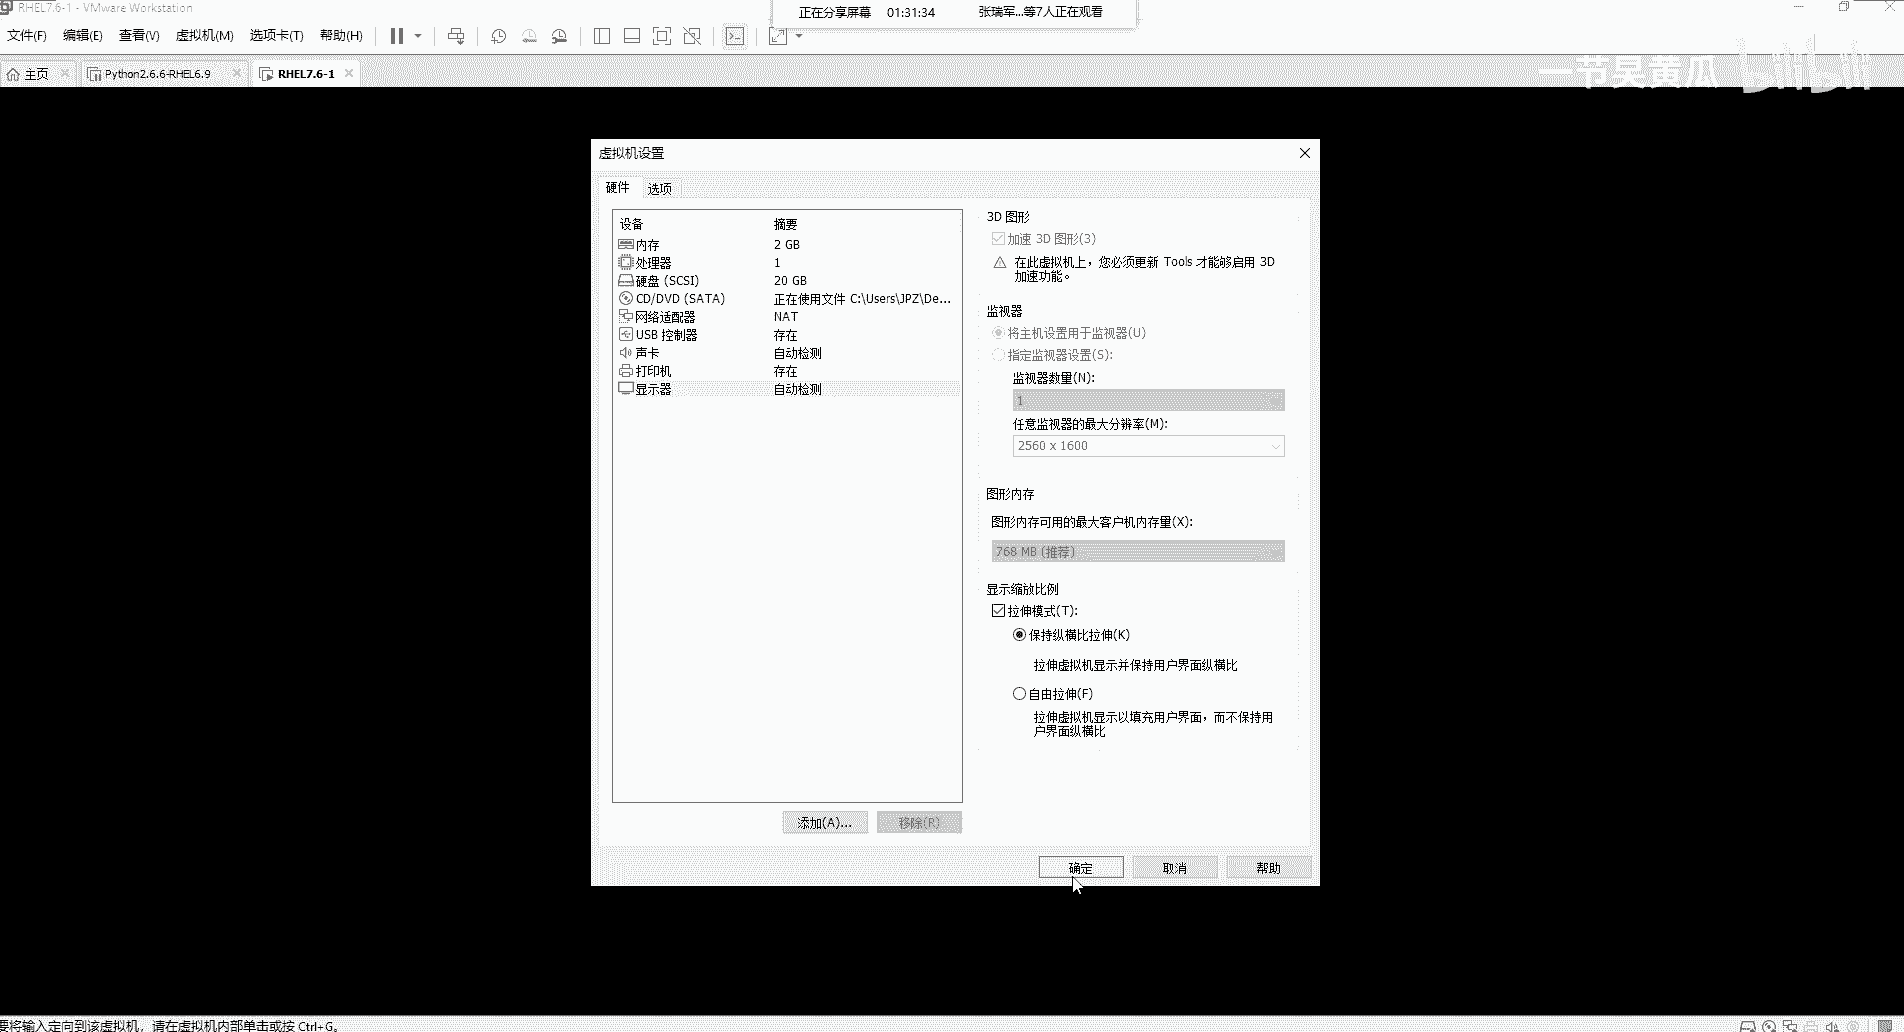 RHEL7.6-1 - VMware Workstation
正在分享屏幕 01:31:34 张瑞军...等7人正在观看
文件(F) 编辑(E) 查看(V) 虚拟机(M) 选项卡(T) 帮助(H)
主页 Python2.6.6-RHEL6.9 RHEL7.6-1
一节吴黄瓜 bilibili
虚拟机设置
硬件 选项
设备 摘要
内存 2 GB
处理器 1
硬盘 (SCSI) 20 GB
CD/DVD (SATA) 正在使用文件 C:\Users\JPZ\De...
网络适配器 NAT
USB 控制器 存在
声卡 自动检测
打印机 存在
显示器 自动检测
添加(A)... 移除(R)
3D 图形
加速 3D 图形(3)
在此虚拟机上，您必须更新 Tools 才能够启用 3D
加速功能。
监视器
将主机设置用于监视器(U)
指定监视器设置(S):
监视器数量(N):
1
任意监视器的最大分辨率(M):
2560 x 1600
图形内存
图形内存可用的最大客户机内存量(X):
768 MB (推荐)
显示缩放比例
拉伸模式(T):
保持纵横比拉伸(K)
拉伸虚拟机显示并保持用户界面纵横比
自由拉伸(F)
拉伸虚拟机显示以填充用户界面，而不保持用
户界面纵横比
确定 取消 帮助
要将输入定向到该虚拟机，请在虚拟机内部单击或按 Ctrl+G。